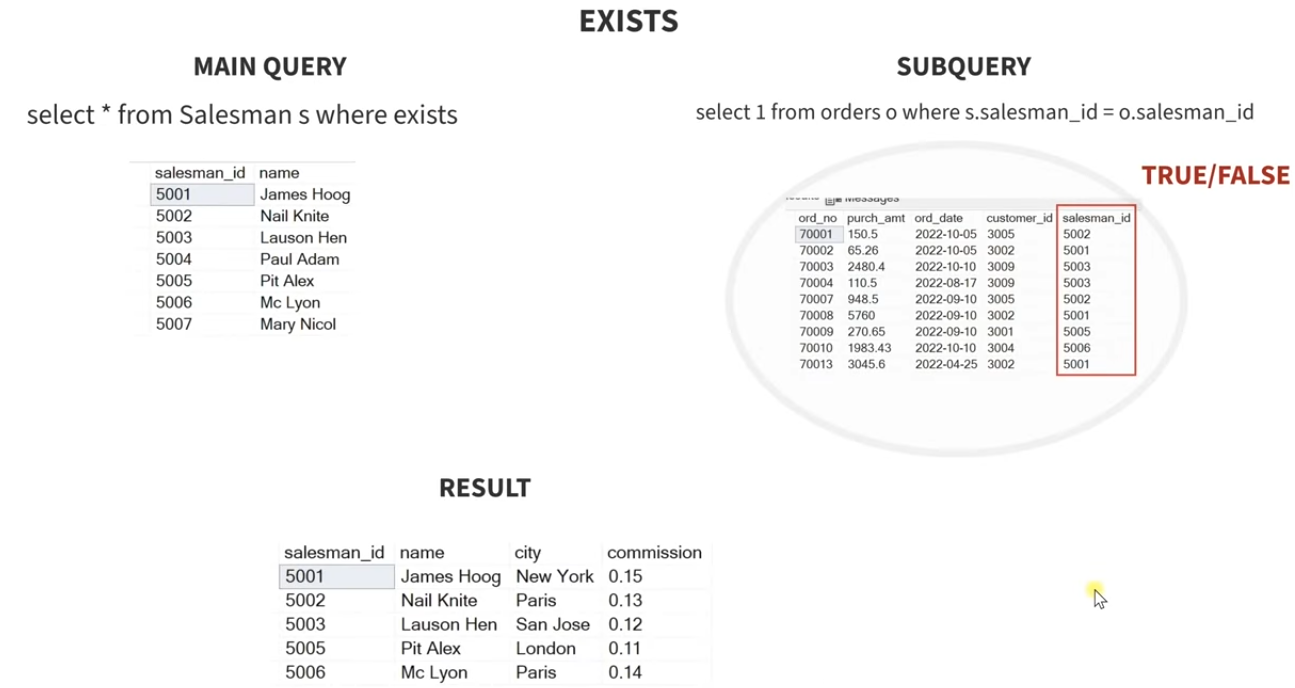 EXISTS
MAIN QUERY
select * from Salesman s where exists
salesman_id name
5001 James Hoog
5002 Nail Knite
5003 Lauson Hen
5004 Paul Adam
5005 Pit Alex
5006 Mc Lyon
5007 Mary Nicol
SUBQUERY
select 1 from orders o where s.salesman_id = o.salesman_id
TRUE/FALSE
Messages
ord_no purch_amt ord_date customer_id salesman_id
70001 150.5 2022-10-05 3005 5002
70002 65.26 2022-10-05 3002 5001
70003 2480.4 2022-10-10 3009 5003
70004 110.5 2022-08-17 3009 5003
70007 948.5 2022-09-10 3005 5002
70008 5760 2022-09-10 3002 5001
70009 270.65 2022-09-10 3001 5005
70010 1983.43 2022-10-10 3004 5006
70013 3045.6 2022-04-25 3002 5001
RESULT
salesman_id name city commission
5001 James Hoog New York 0.15
5002 Nail Knite Paris 0.13
5003 Lauson Hen San Jose 0.12
5005 Pit Alex London 0.11
5006 Mc Lyon Paris 0.14